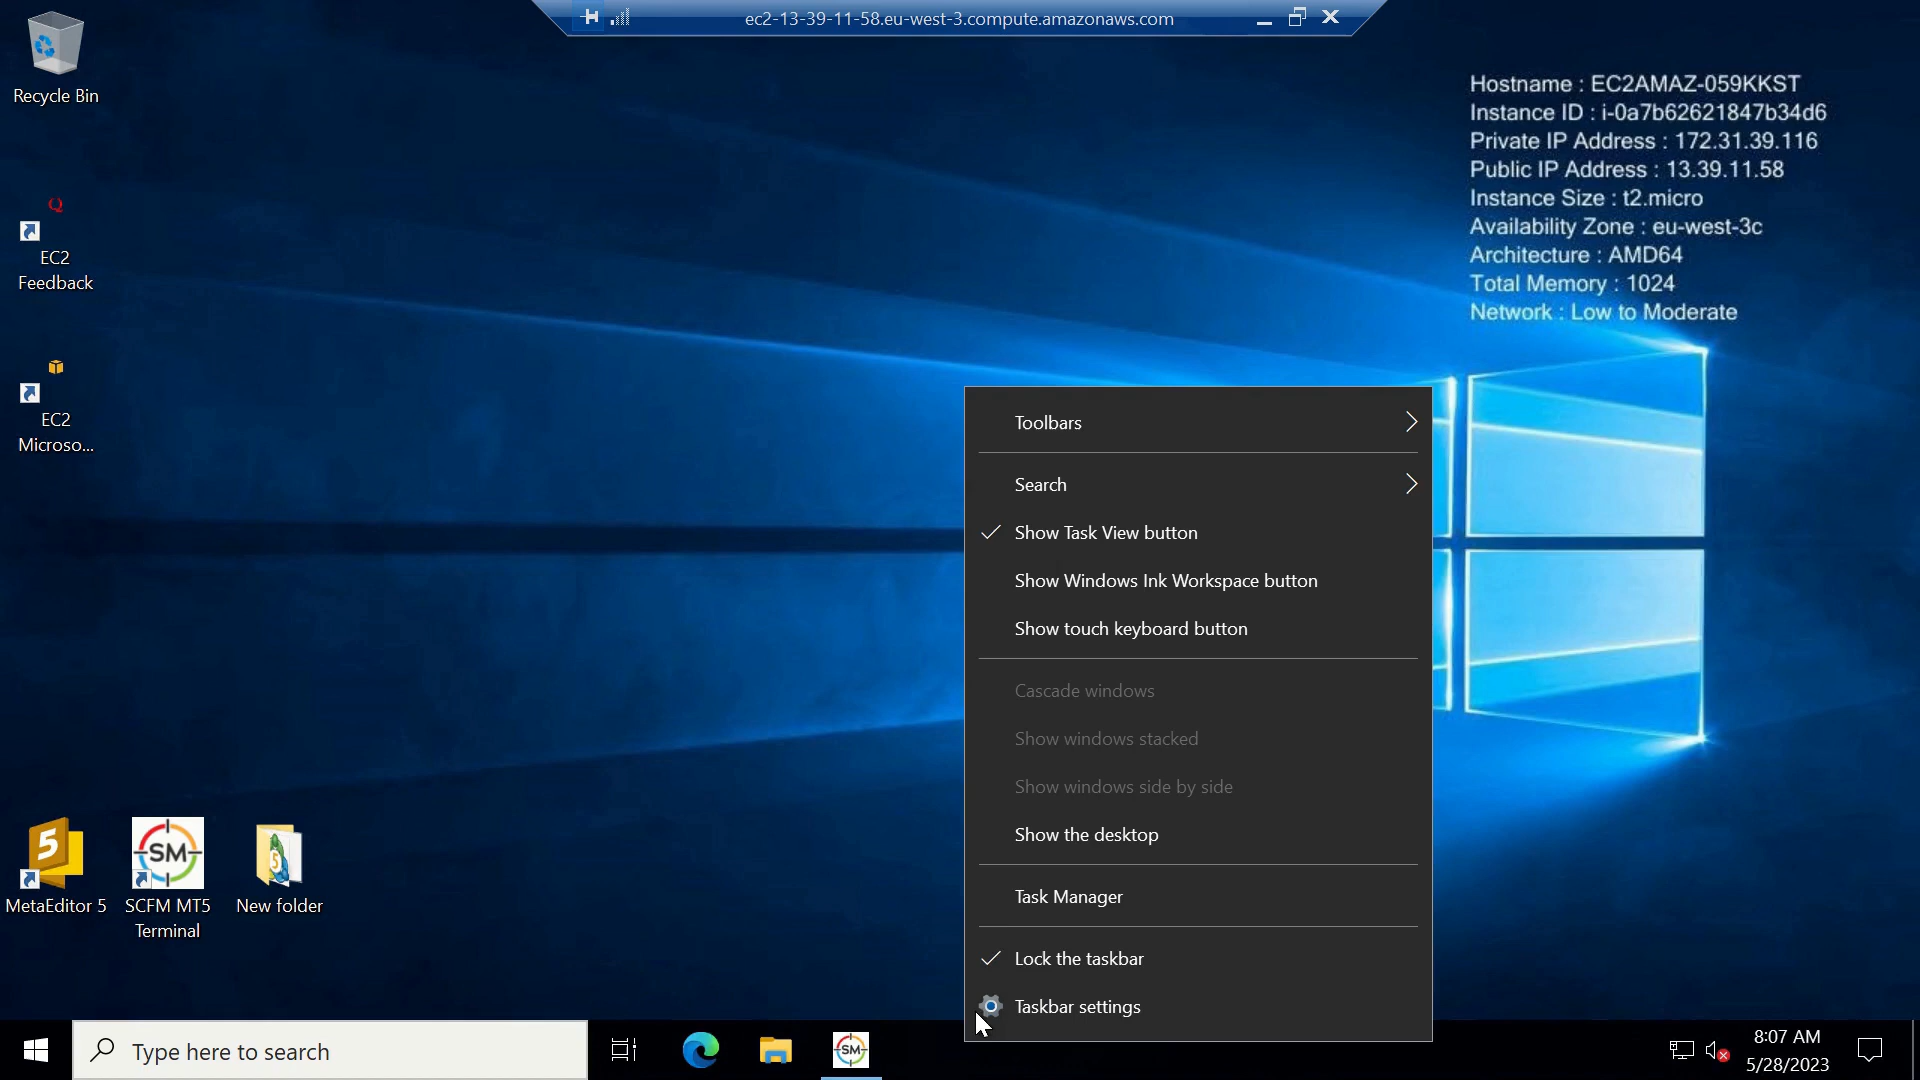 ec2-13-39-11-58.eu-west-3.compute.amazonaws.com
Recycle Bin
Hostname : EC2AMAZ-059KKST
Instance ID : i-0a7b62621847b34d6
Private IP Address : 172.31.39.116
Public IP Address : 13.39.11.58
Instance Size : t2.micro
Availability Zone : eu-west-3c
Architecture : AMD64
Total Memory : 1024
Network : Low to Moderate
EC2
Feedback
EC2
Microso...
Toolbars
Search
Show Task View button
Show Windows Ink Workspace button
Show touch keyboard button
Cascade windows
Show windows stacked
Show windows side by side
Show the desktop
Task Manager
Lock the taskbar
Taskbar settings
5
MetaEditor 5
SM
SCFM MT5
Terminal
5
New folder
Type here to search
SM
8:07 AM
5/28/2023